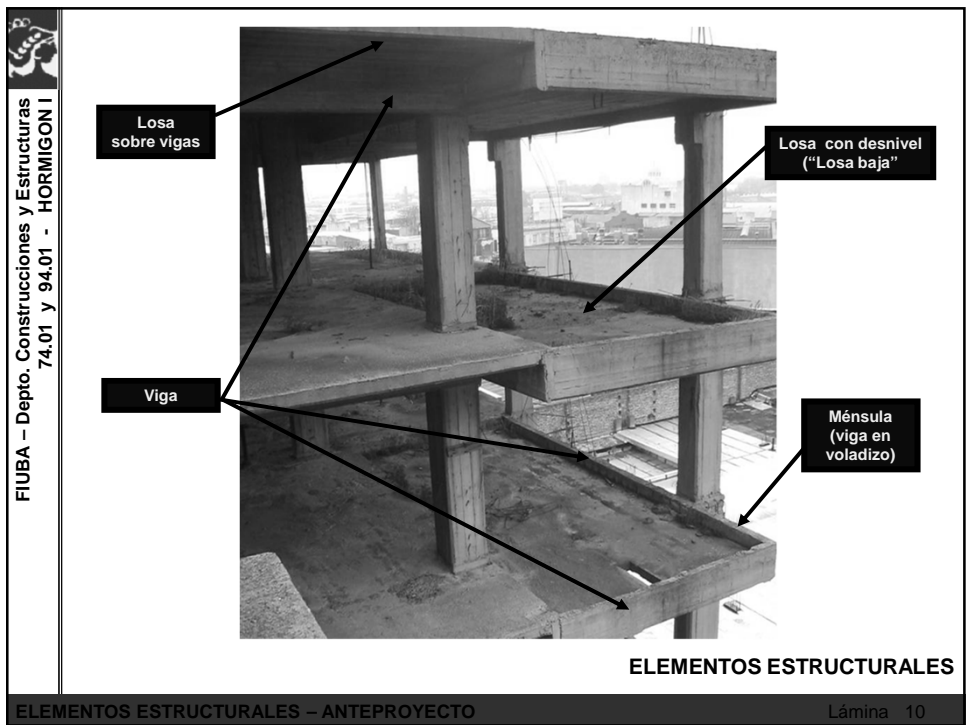 FIUBA – Depto. Construcciones y Estructuras
74.01 y 94.01 - HORMIGON I
Losa
sobre vigas
Losa con desnivel
(“Losa baja”
Viga
Ménsula
(viga en
voladizo)
ELEMENTOS ESTRUCTURALES
ELEMENTOS ESTRUCTURALES – ANTEPROYECTO
Lámina 10